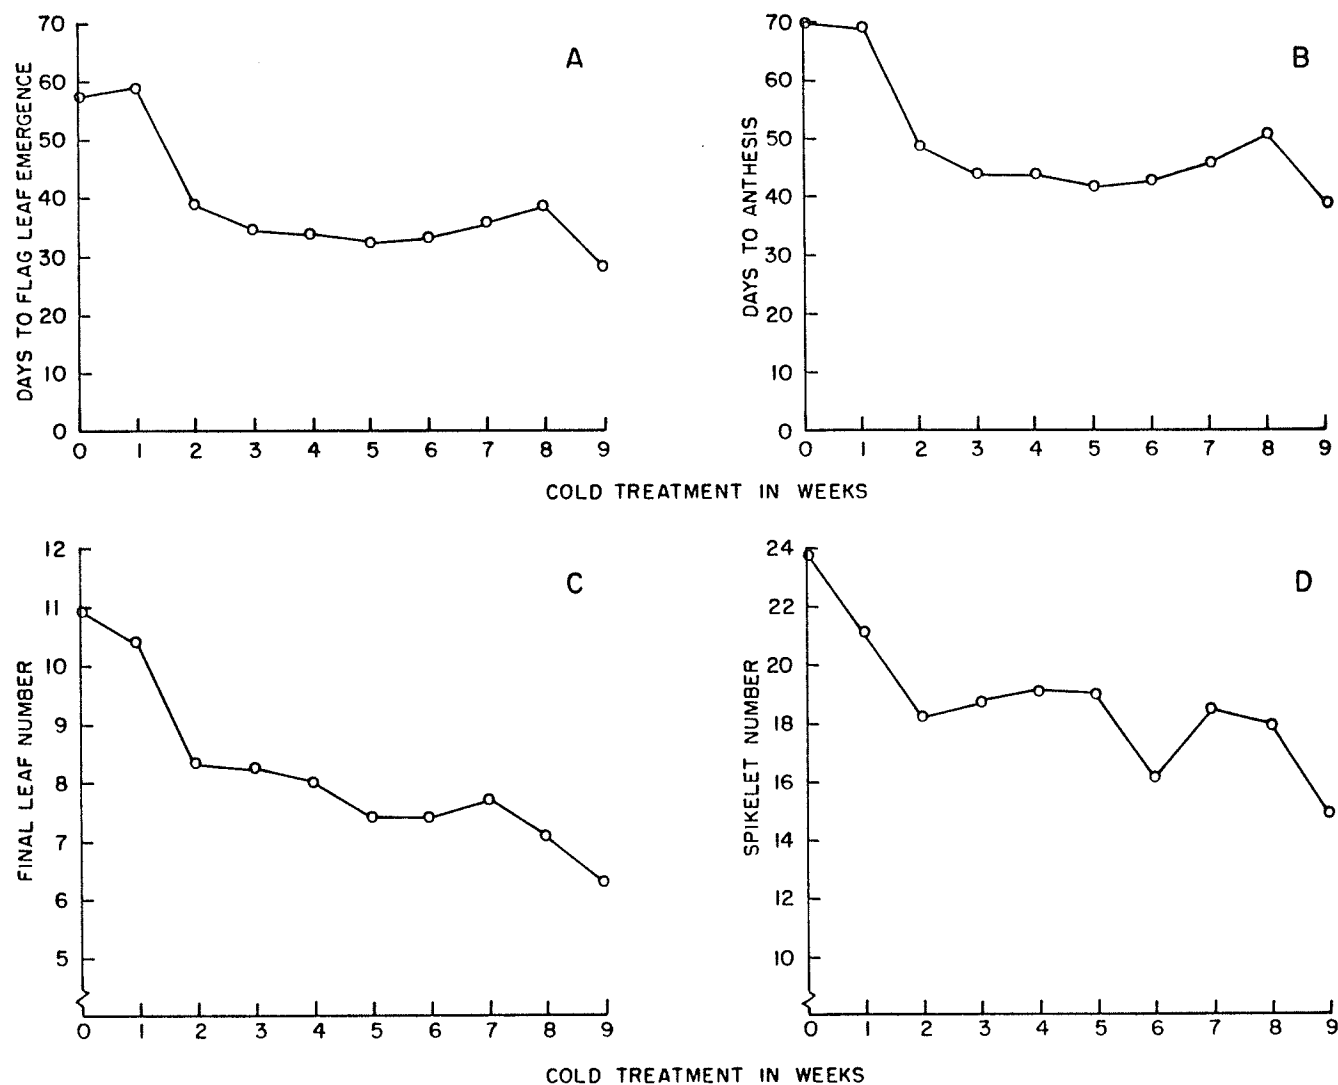 A
DAYS TO FLAG LEAF EMERGENCE
70
60
50
40
30
20
10
0
0 1 2 3 4 5 6 7 8 9
B
DAYS TO ANTHESIS
70
60
50
40
30
20
10
0
0 1 2 3 4 5 6 7 8 9
COLD TREATMENT IN WEEKS
C
FINAL LEAF NUMBER
12
11
10
9
8
7
6
5
0 1 2 3 4 5 6 7 8 9
D
SPIKELET NUMBER
24
22
20
18
16
14
12
10
0 1 2 3 4 5 6 7 8 9
COLD TREATMENT IN WEEKS